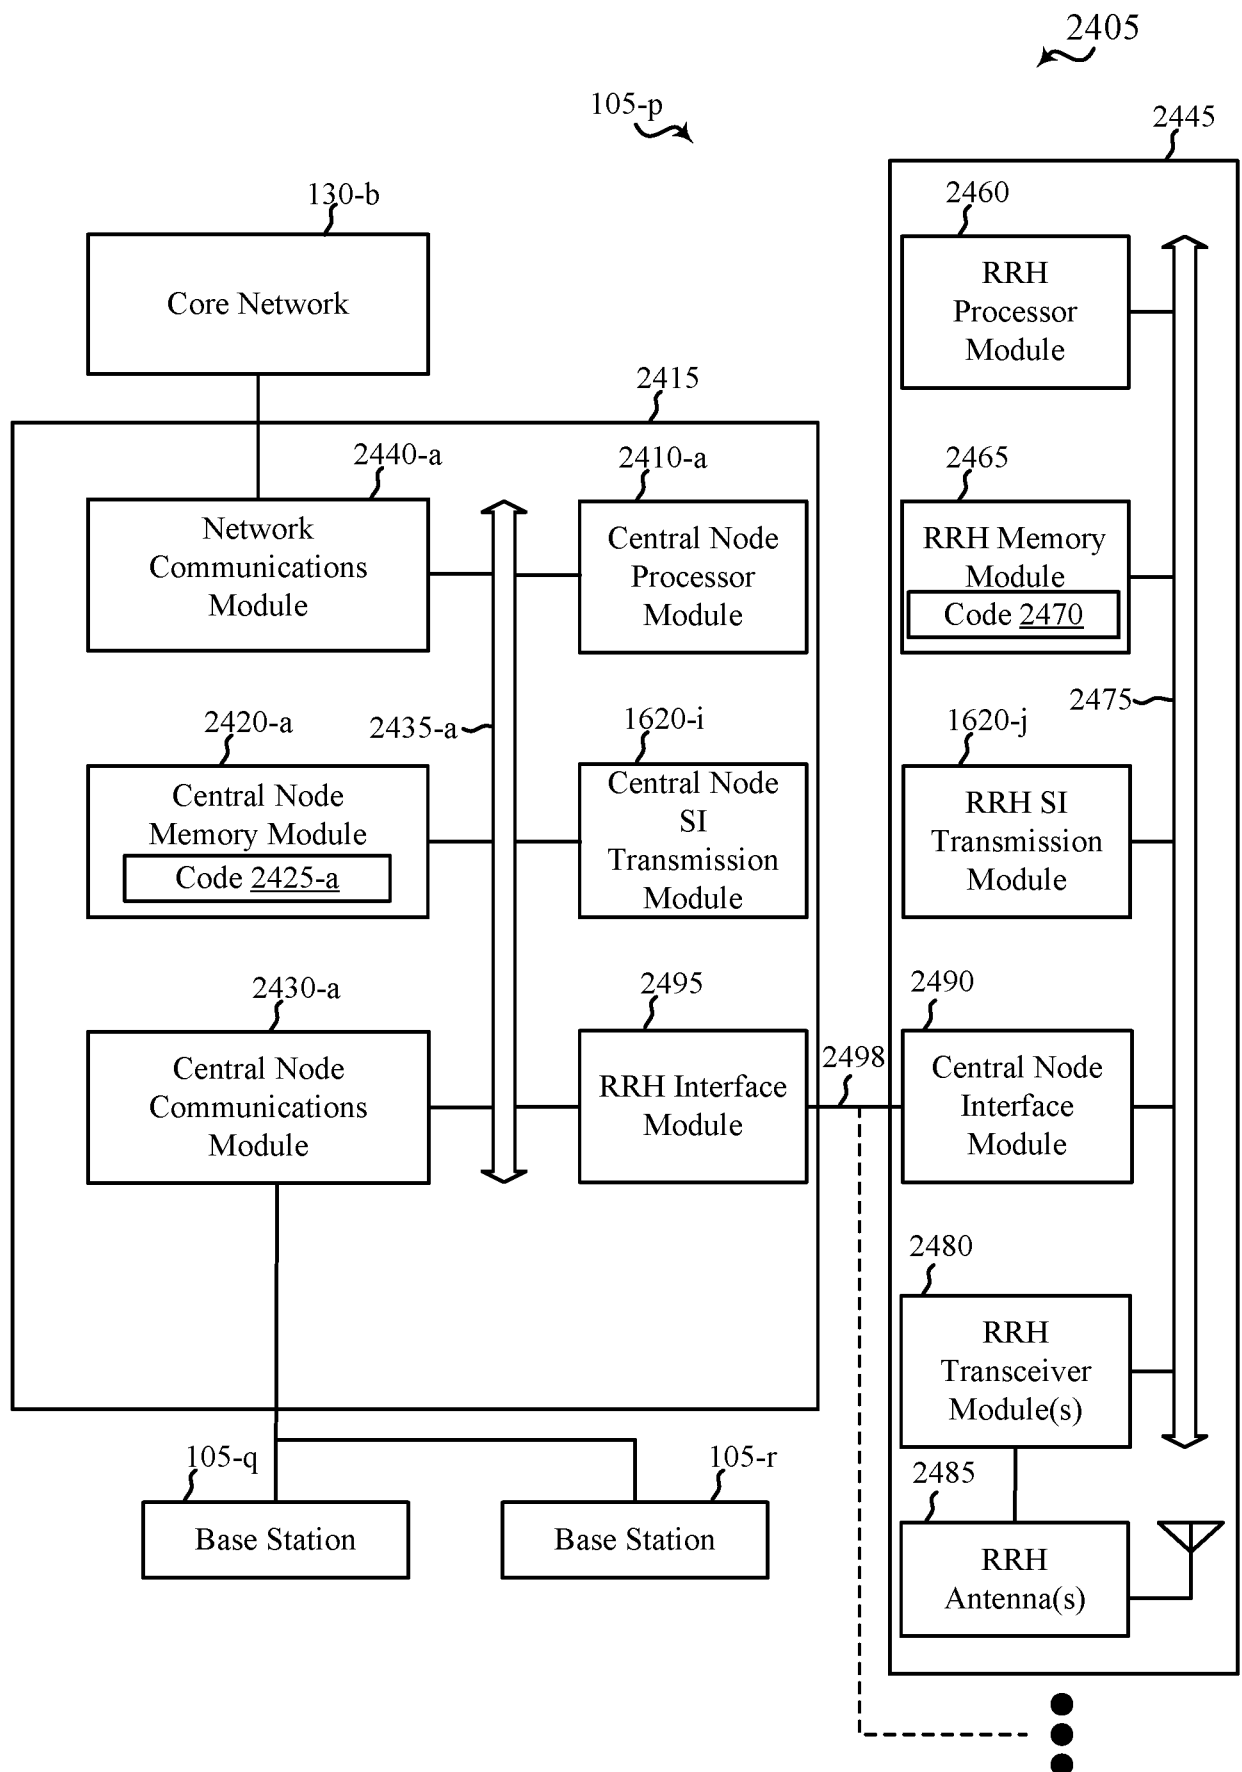 2405
105-p
2445
130-b
Core Network
2415
2440-a
Network
Communications
Module
2410-a
Central Node
Processor
Module
2420-a
Central Node
Memory Module
Code 2425-a
2435-a
1620-i
Central Node
SI
Transmission
Module
2430-a
Central Node
Communications
Module
2495
RRH Interface
Module
2498
105-q
Base Station
105-r
Base Station
2460
RRH
Processor
Module
2465
RRH Memory
Module
Code 2470
2475
1620-j
RRH SI
Transmission
Module
2490
Central Node
Interface
Module
2480
RRH
Transceiver
Module(s)
2485
RRH
Antenna(s)